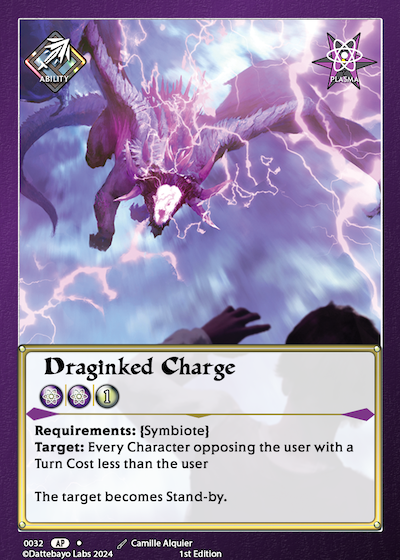 ABILITY
PLASMA
Draginked Charge
1
Requirements: {Symbiote}
Target: Every Character opposing the user with a
Turn Cost less than the user
The target becomes Stand-by.
0032 AP • Camille Alquier
©Dattebayo Labs 2024 1st Edition